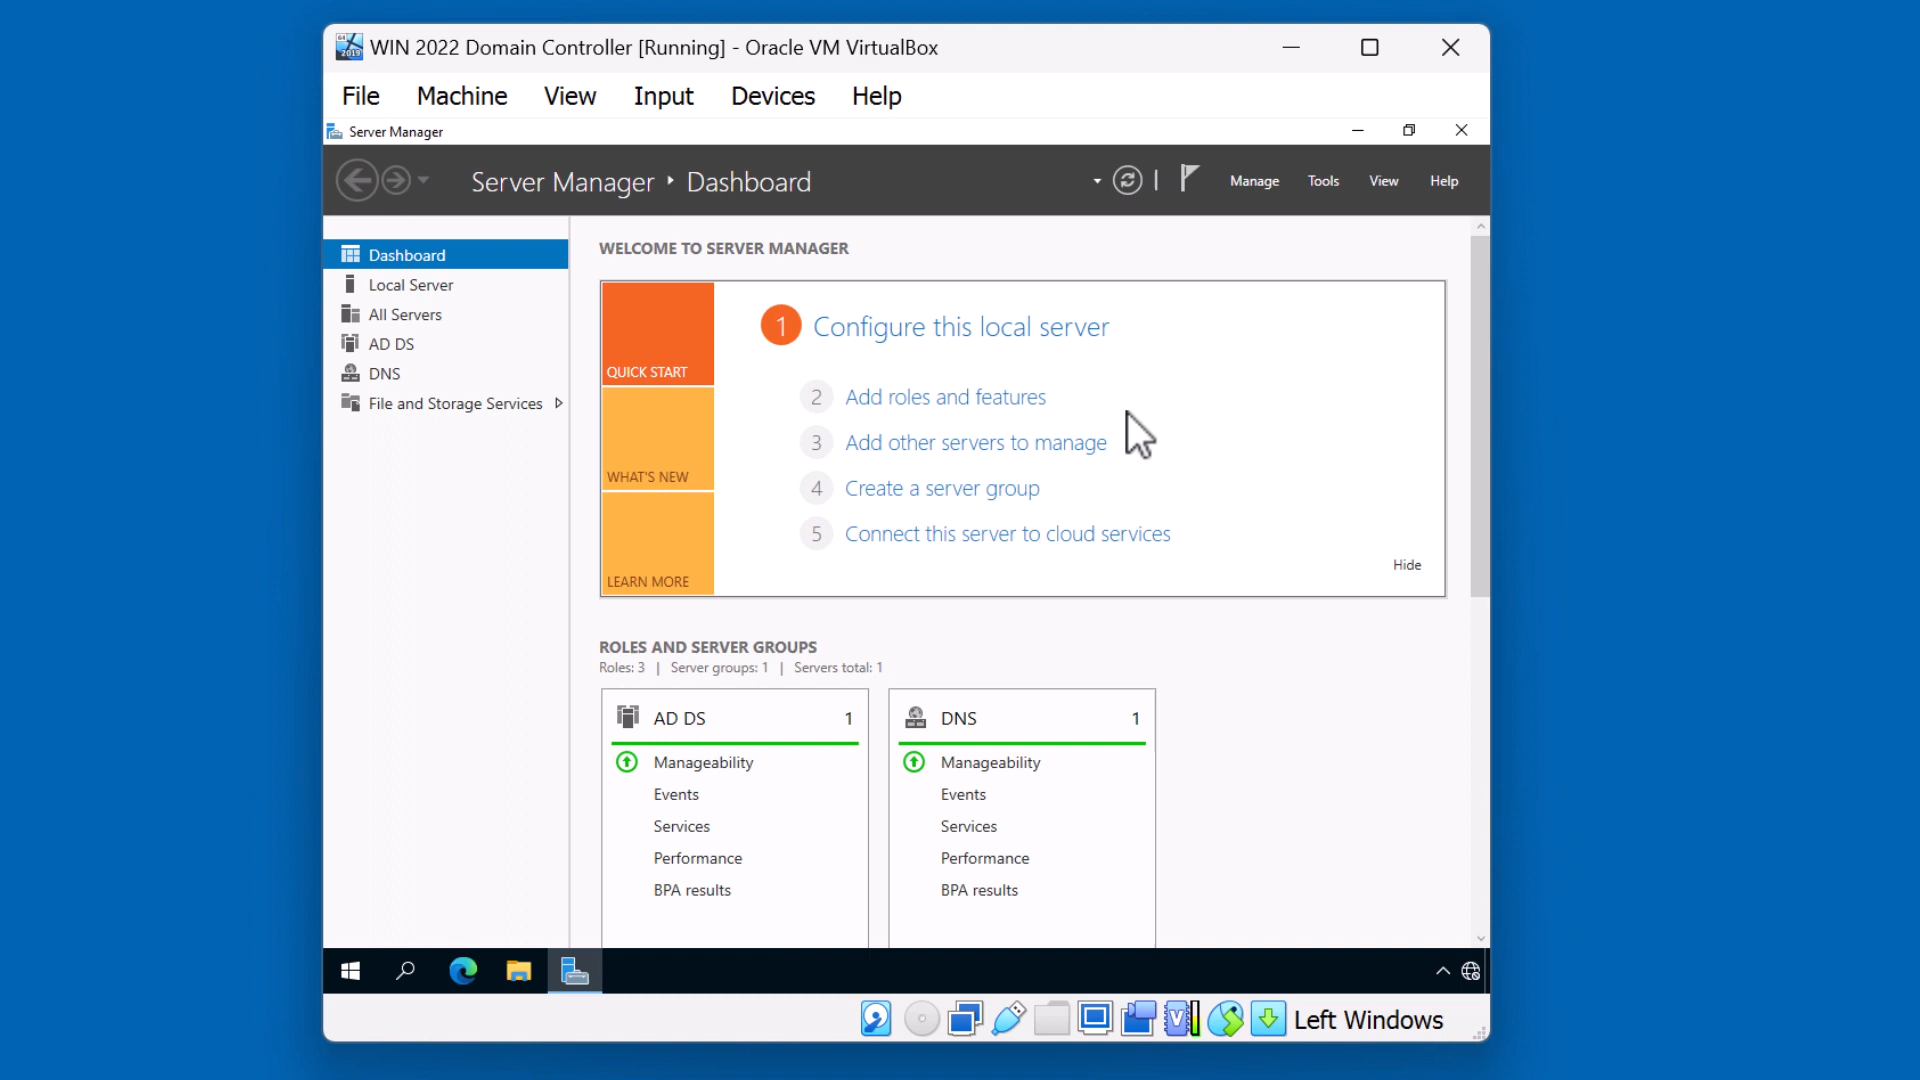 WIN 2022 Domain Controller [Running] - Oracle VM VirtualBox
File Machine View Input Devices Help
Server Manager
Server Manager ‣ Dashboard
Manage Tools View Help
Dashboard
Local Server
All Servers
AD DS
DNS
File and Storage Services
WELCOME TO SERVER MANAGER
QUICK START
WHAT'S NEW
LEARN MORE
1 Configure this local server
2 Add roles and features
3 Add other servers to manage
4 Create a server group
5 Connect this server to cloud services
Hide
ROLES AND SERVER GROUPS
Roles: 3 | Server groups: 1 | Servers total: 1
AD DS 1
Manageability
Events
Services
Performance
BPA results
DNS 1
Manageability
Events
Services
Performance
BPA results
Left Windows